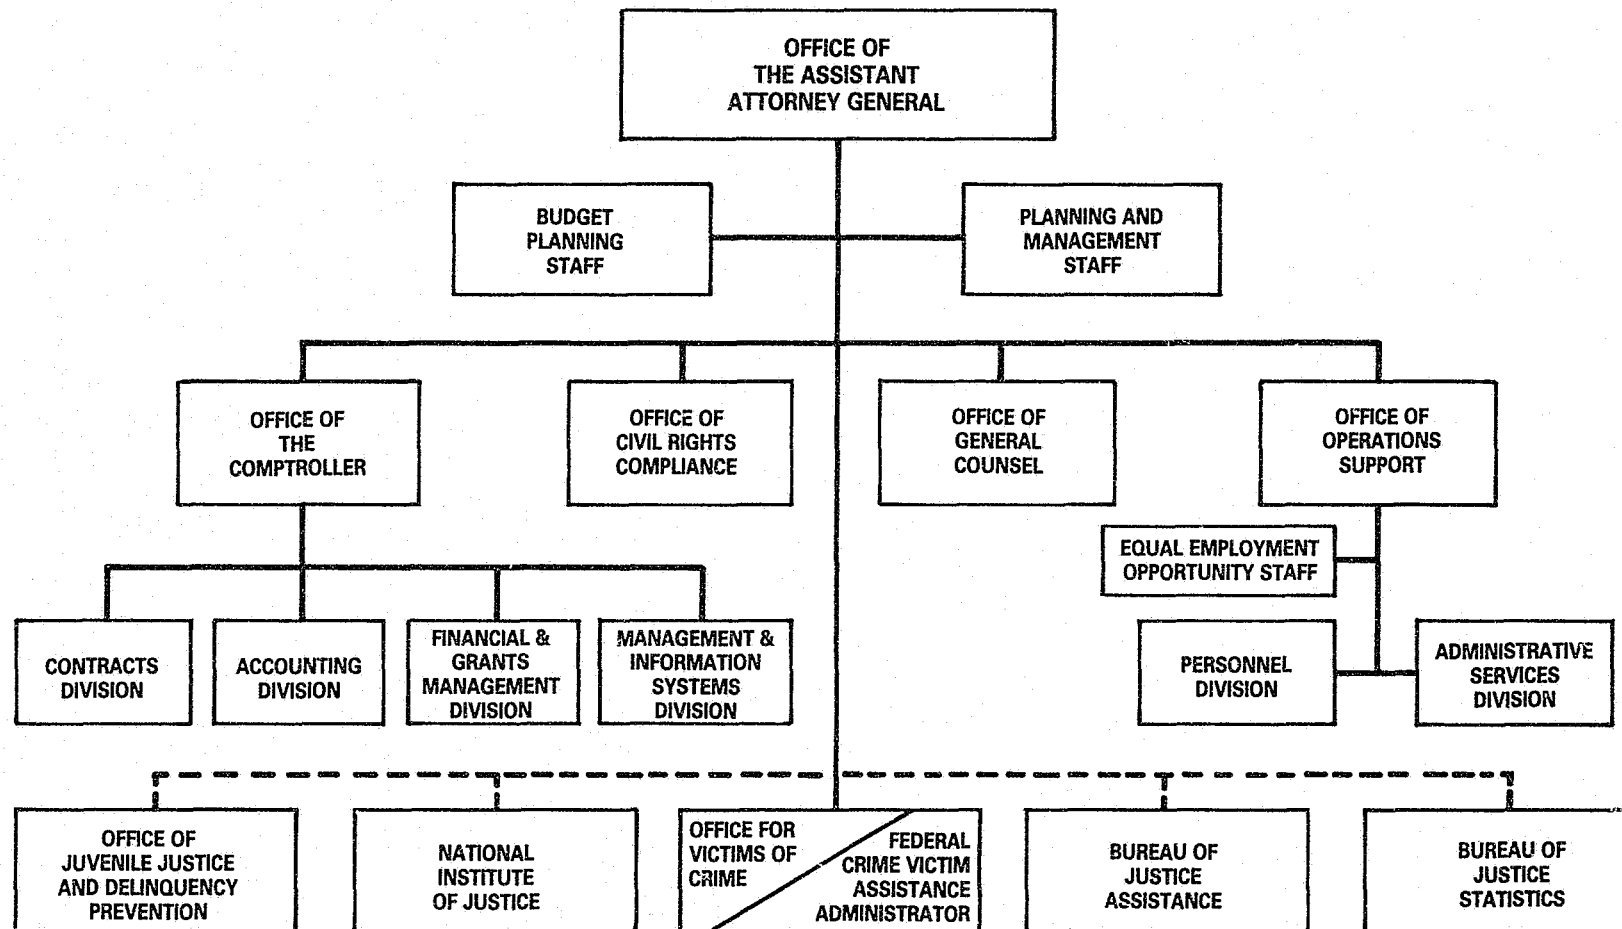 OFFICE OF
THE ASSISTANT
ATTORNEY GENERAL
BUDGET
PLANNING
STAFF
PLANNING AND
MANAGEMENT
STAFF
OFFICE OF
THE
COMPTROLLER
OFFICE OF
CIVIL RIGHTS
COMPLIANCE
OFFICE OF
GENERAL
COUNSEL
OFFICE OF
OPERATIONS
SUPPORT
EQUAL EMPLOYMENT
OPPORTUNITY STAFF
CONTRACTS
DIVISION
ACCOUNTING
DIVISION
FINANCIAL &
GRANTS
MANAGEMENT
DIVISION
MANAGEMENT &
INFORMATION
SYSTEMS
DIVISION
PERSONNEL
DIVISION
ADMINISTRATIVE
SERVICES
DIVISION
OFFICE OF
JUVENILE JUSTICE
AND DELINQUENCY
PREVENTION
NATIONAL
INSTITUTE
OF JUSTICE
OFFICE FOR
VICTIMS OF
CRIME
FEDERAL
CRIME VICTIM
ASSISTANCE
ADMINISTRATOR
BUREAU OF
JUSTICE
ASSISTANCE
BUREAU OF
JUSTICE
STATISTICS